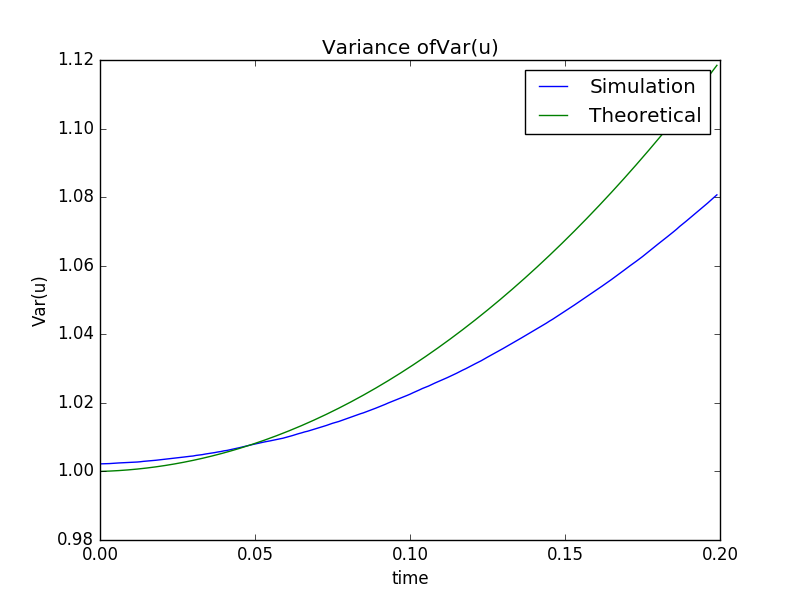 Variance ofVar(u)
1.12
1.10
1.08
1.06
1.04
1.02
1.00
0.98
Var(u)
Simulation
Theoretical
0.00 0.05 0.10 0.15 0.20
time